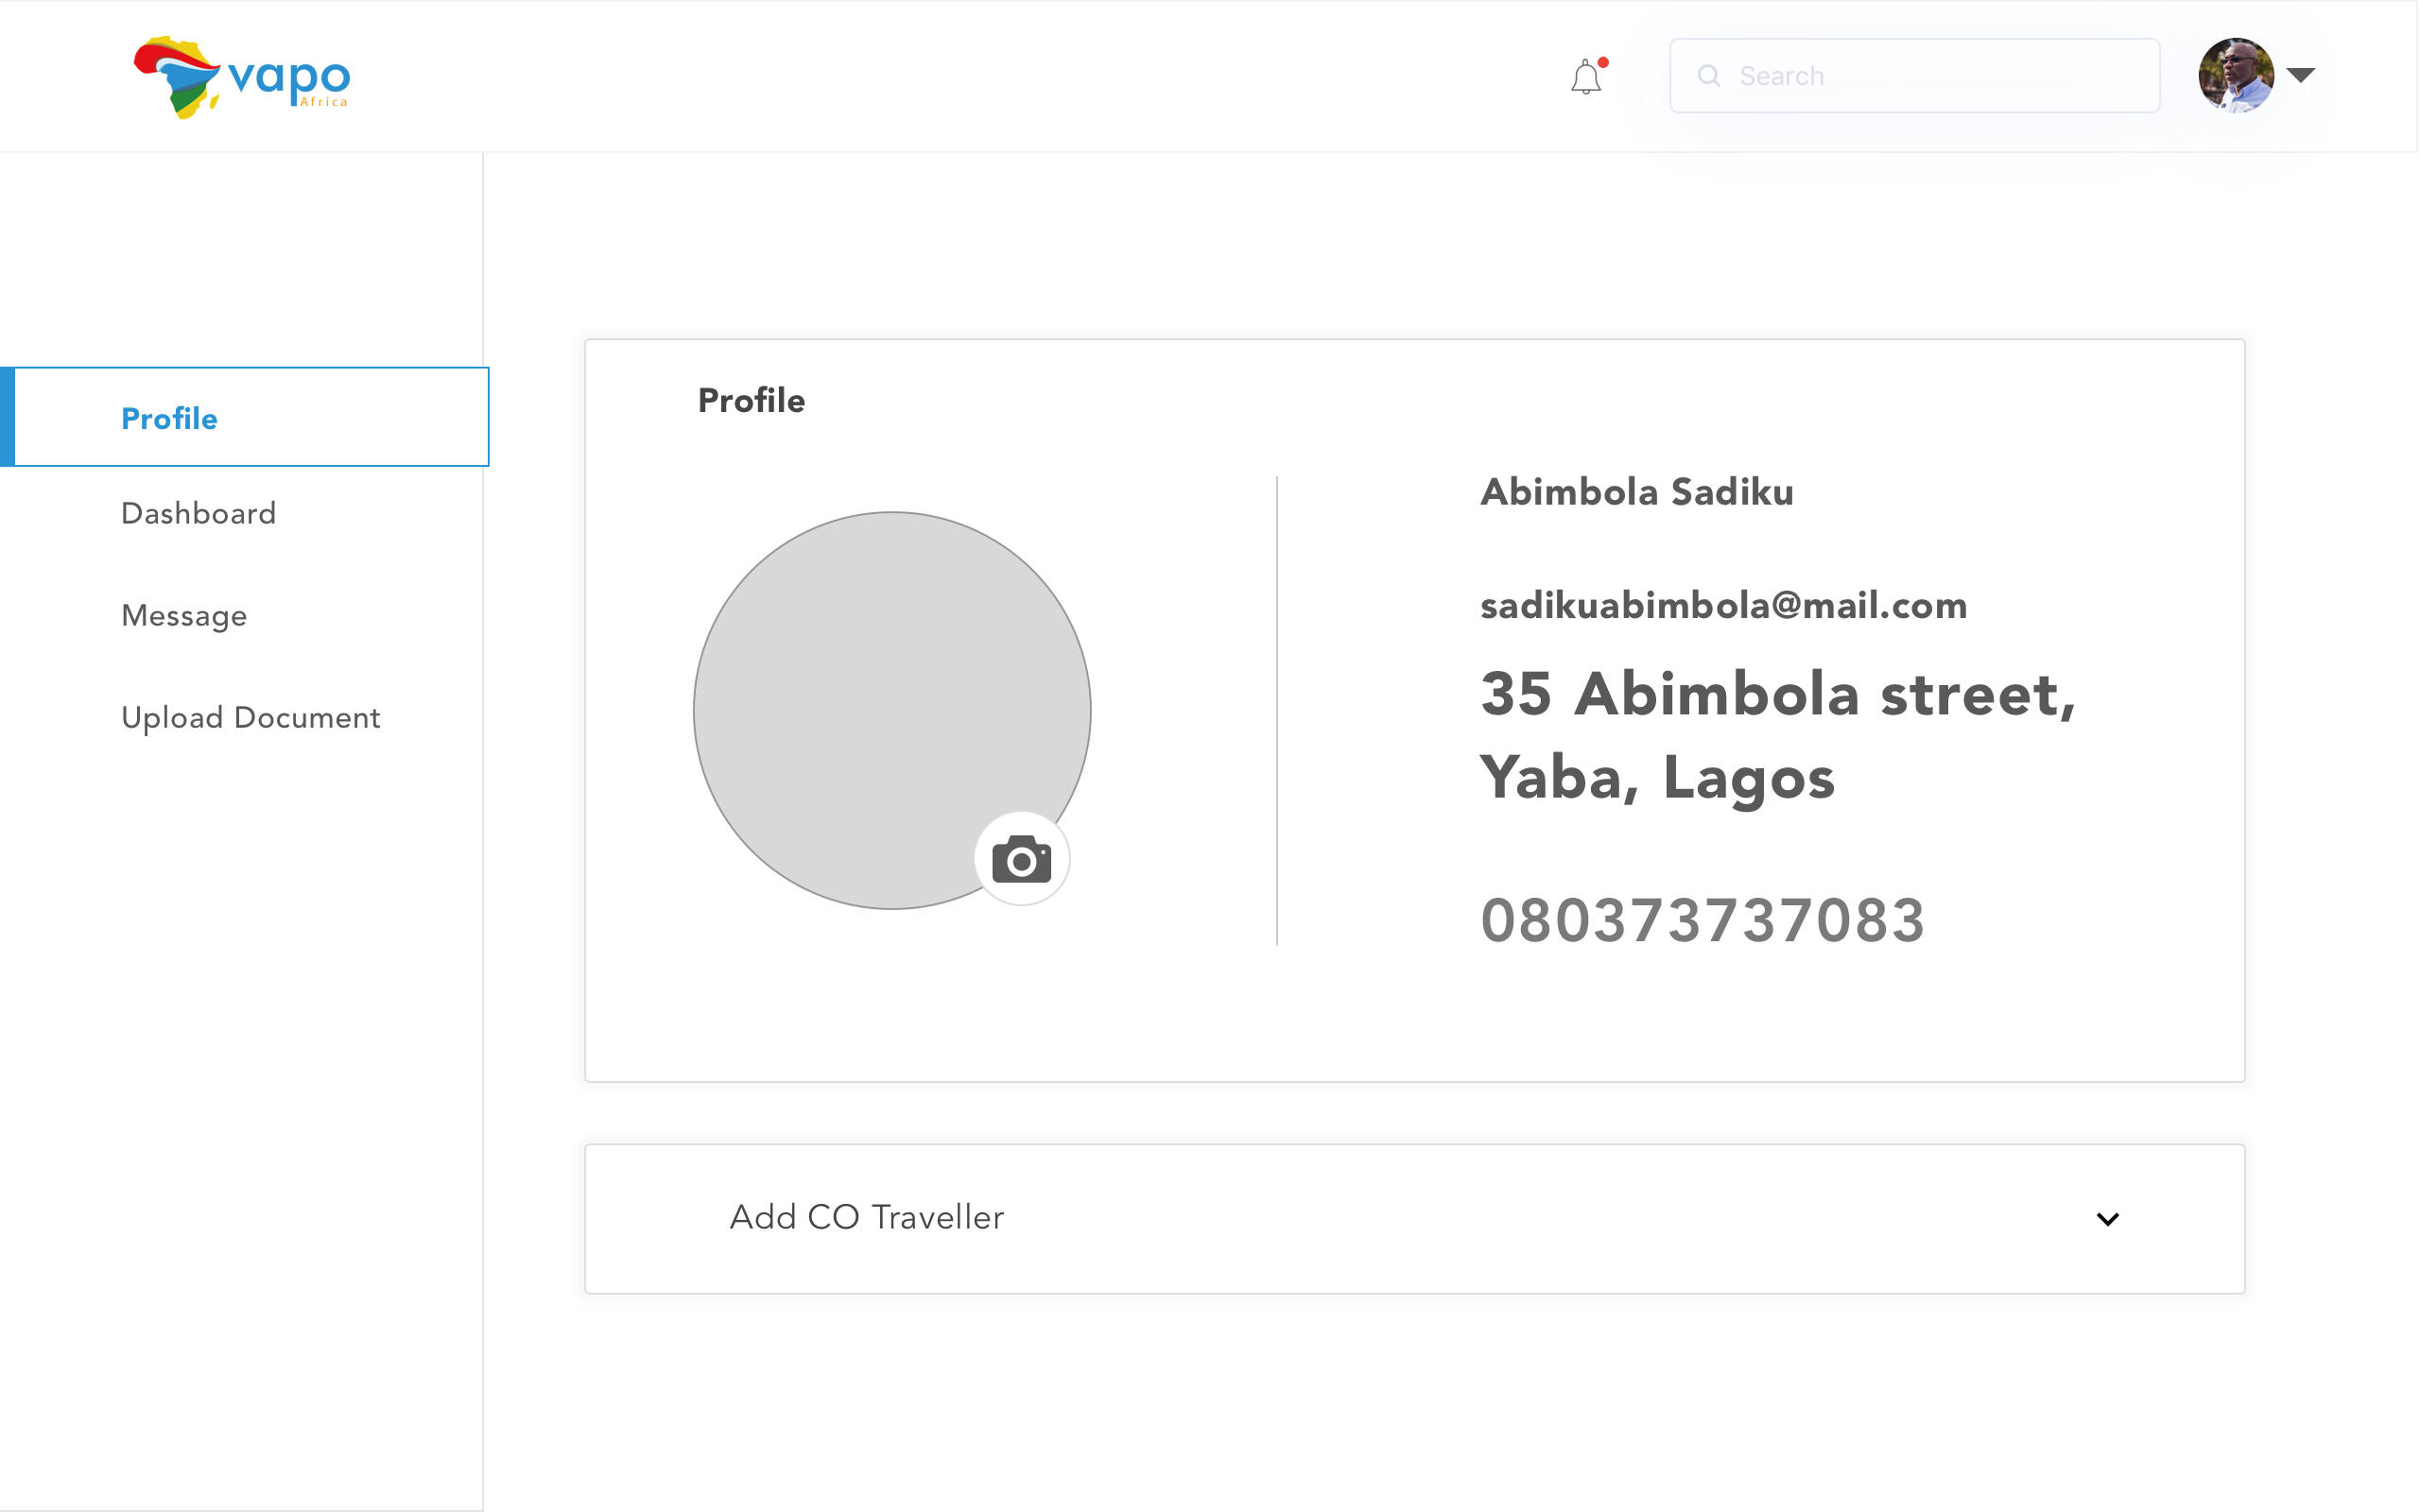 vapo
Africa
Search
Profile
Dashboard
Message
Upload Document
Profile
Abimbola Sadiku
sadikuabimbola@mail.com
35 Abimbola street,
Yaba, Lagos
080373737083
Add CO Traveller